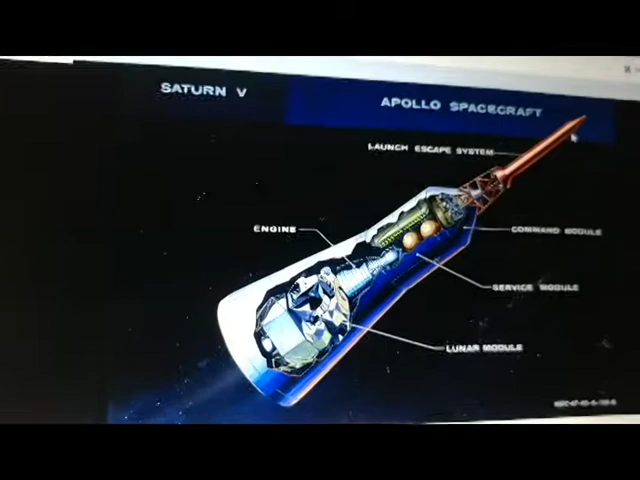 SATURN V
APOLLO SPACECRAFT
LAUNCH ESCAPE SYSTEM
ENGINE
COMMAND MODULE
SERVICE MODULE
LUNAR MODULE